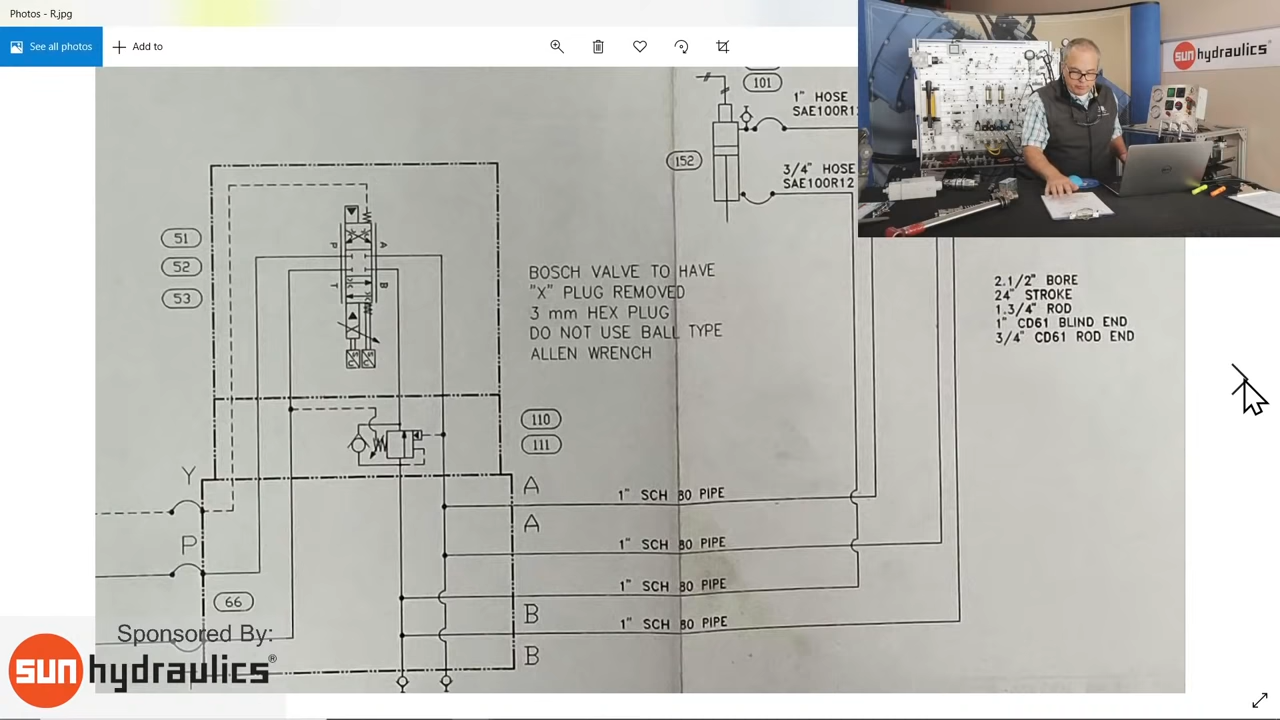 Photos - R.jpg
See all photos
Add to
sun hydraulics
101
1" HOSE
SAE100R1
152
3/4" HOSE
SAE100R12
51
52
53
P
A
T
B
BOSCH VALVE TO HAVE
"X" PLUG REMOVED
3 mm HEX PLUG
DO NOT USE BALL TYPE
ALLEN WRENCH
2.1/2" BORE
24" STROKE
1.3/4" ROD
1" CD61 BLIND END
3/4" CD61 ROD END
110
111
Y
A
1" SCH 80 PIPE
A
P
1" SCH 80 PIPE
1" SCH 80 PIPE
66
B
1" SCH 80 PIPE
B
Sponsored By:
sun hydraulics®